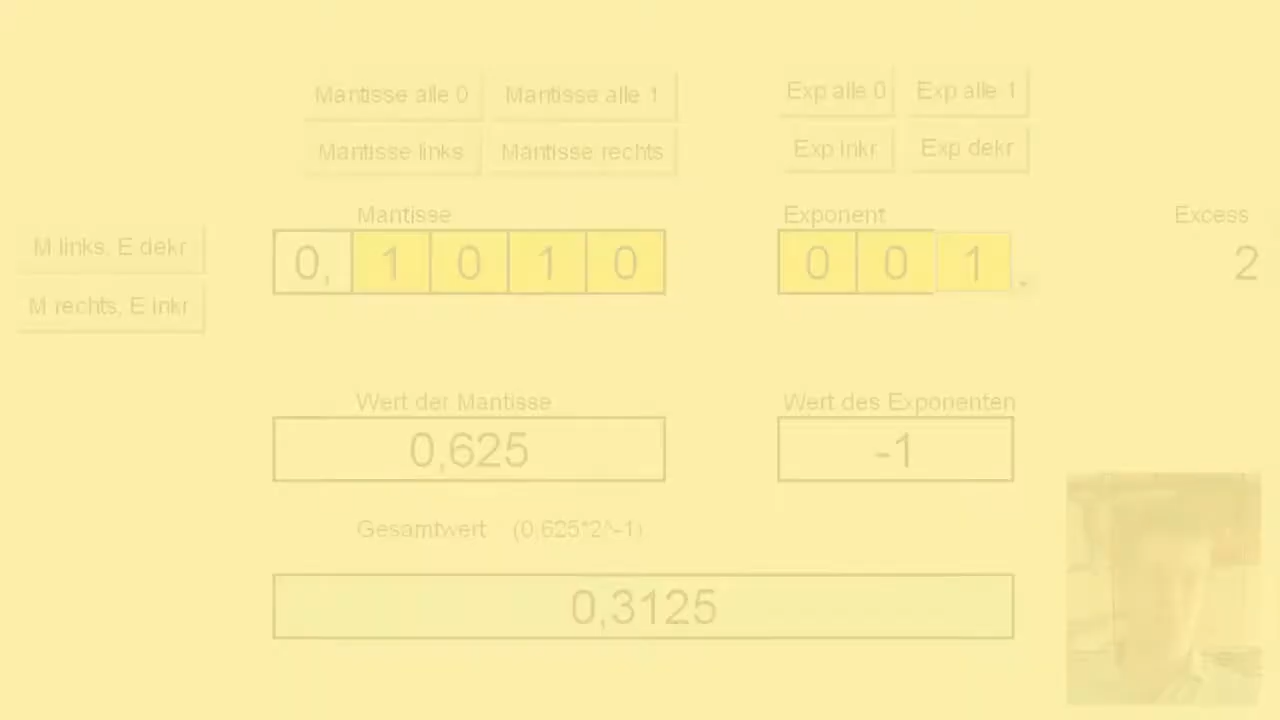 Mantisse alle 0 Mantisse alle 1 Exp alle 0 Exp alle 1
Mantisse links Mantisse rechts Exp Inkr Exp dekr
Mantisse Exponent Excess
M links, E dekr 0, 1 0 1 0 0 0 1 . 2
M rechts, E inkr
Wert der Mantisse Wert des Exponenten
0,625 -1
Gesamtwert (0,625*2^-1)
0,3125